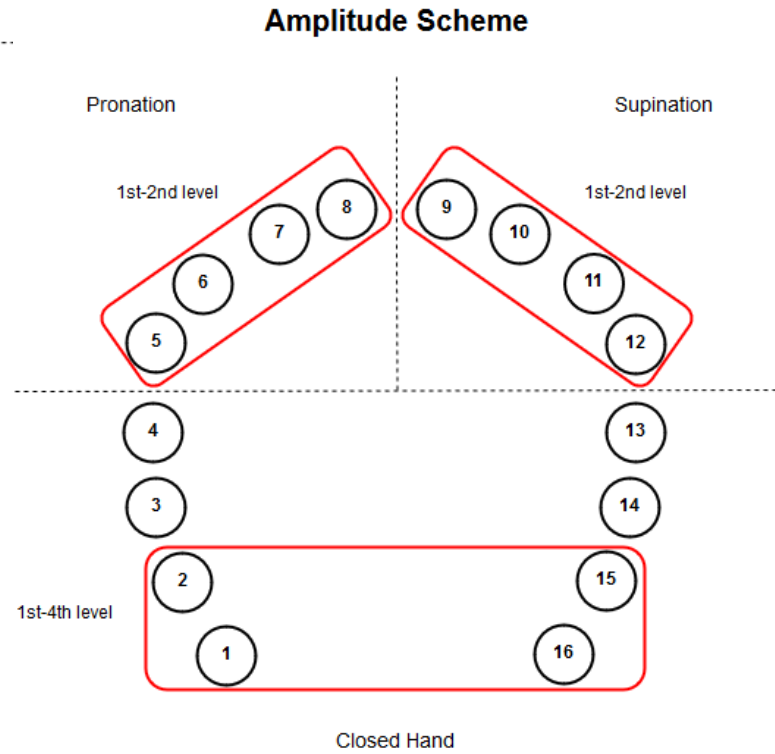 Amplitude Scheme
Pronation
Supination
1st-2nd level
1st-2nd level
8
9
7
10
6
11
5
12
4
13
3
14
2
15
1st-4th level
1
16
Closed Hand